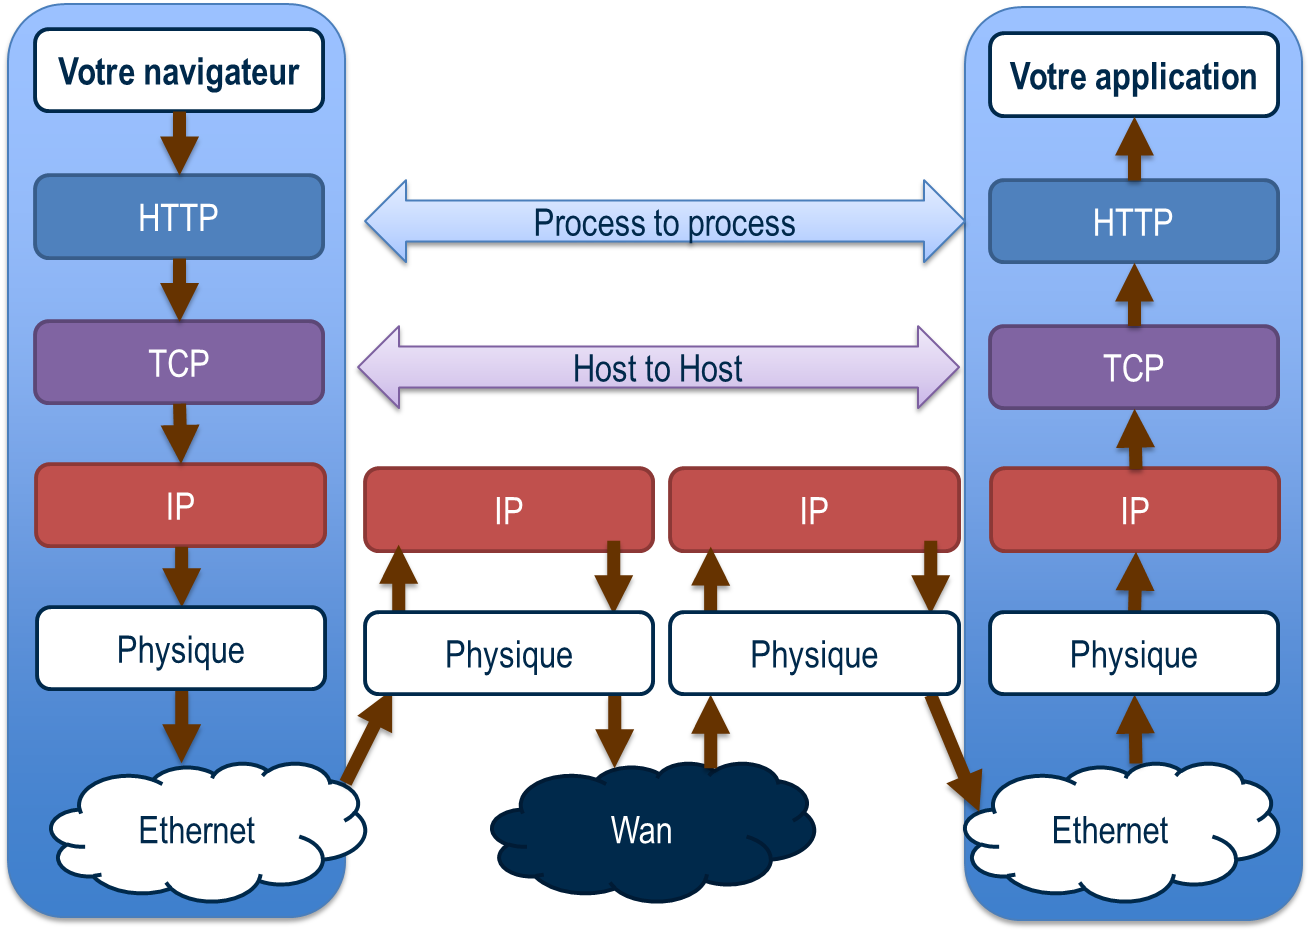 Votre navigateur
Votre application
HTTP
Process to process
HTTP
TCP
Host to Host
TCP
IP
IP
IP
IP
Physique
Physique
Physique
Physique
Ethernet
Wan
Ethernet